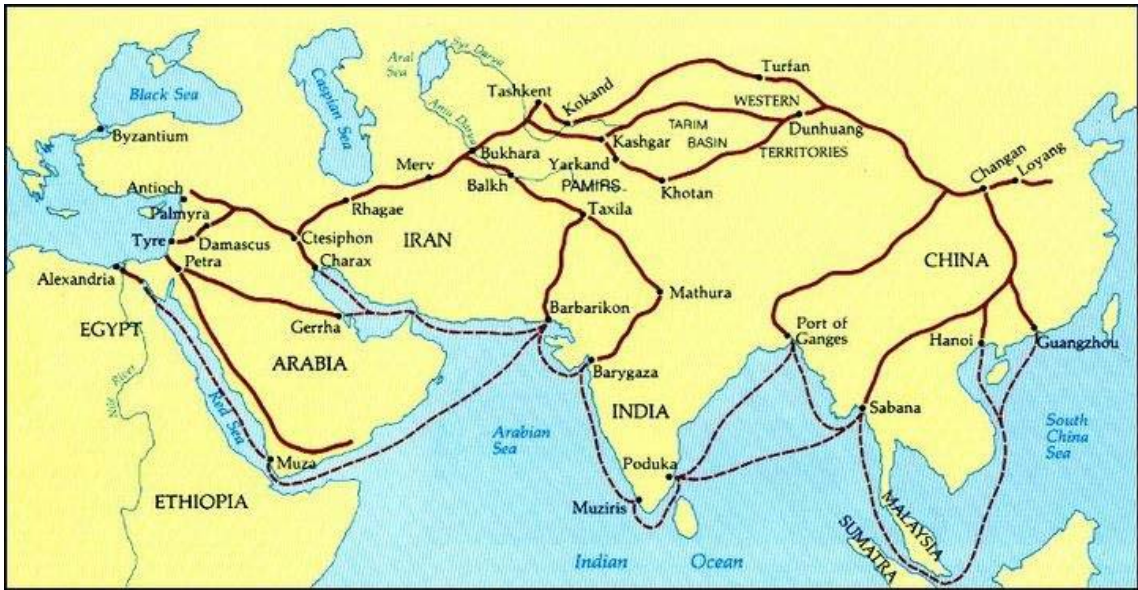 Turfan
Syr Darya
Aral
Sea
Tashkent
Kokand
Black Sea
Caspian
Sea
WESTERN
Byzantium
Amu Darya
TARIM
BASIN
Dunhuang
Kashgar
TERRITORIES
Bukhara
Merv
Yarkand
Balkh
PAMIRS
Khotan
Changan
Loyang
Antioch
Palmyra
Rhagae
Taxila
Tyre
Damascus
Ctesiphon
IRAN
Petra
Charax
CHINA
Alexandria
Mathura
Barbarikon
EGYPT
Gerrha
Port of
Ganges
Hanoi
Guangzhou
ARABIA
Barygaza
Nile River
Red Sea
INDIA
Sabana
Arabian
Sea
South
China
Sea
Muza
Poduka
ETHIOPIA
Muziris
MALAYSIA
SUMATRA
Indian Ocean